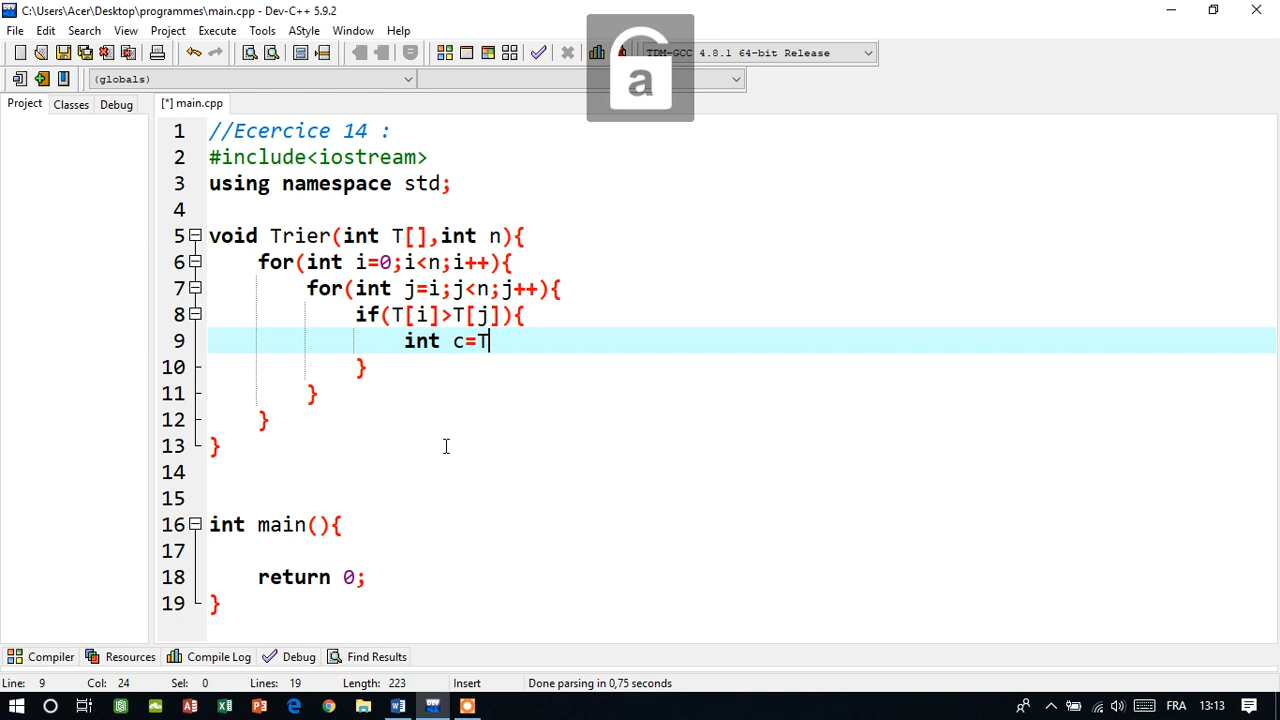 C:\Users\Acer\Desktop\programmes\main.cpp - Dev-C++ 5.9.2
File Edit Search View Project Execute Tools AStyle Window Help
TDM-GCC 4.8.1 64-bit Release
(globals)
Project Classes Debug [*] main.cpp
a
1 //Ecercice 14 :
2 #include<iostream>
3 using namespace std;
4
5 void Trier(int T[],int n){
6 for(int i=0;i<n;i++){
7 for(int j=i;j<n;j++){
8 if(T[i]>T[j]){
9 int c=T
10 }
11 }
12 }
13 }
14
15
16 int main(){
17
18 return 0;
19 }
Compiler Resources Compile Log Debug Find Results
Line: 9 Col: 24 Sel: 0 Lines: 19 Length: 223 Insert Done parsing in 0,75 seconds
FRA 13:13